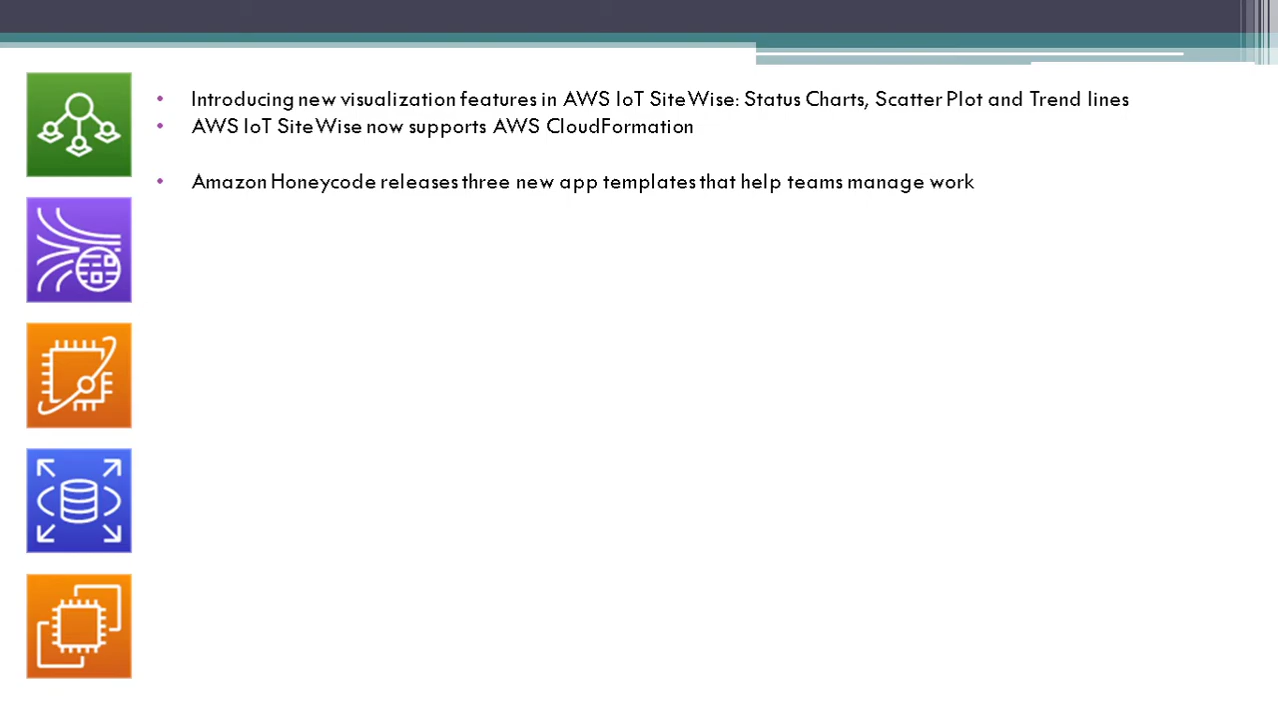 • Introducing new visualization features in AWS IoT SiteWise: Status Charts, Scatter Plot and Trend lines
• AWS IoT SiteWise now supports AWS CloudFormation
• Amazon Honeycode releases three new app templates that help teams manage work